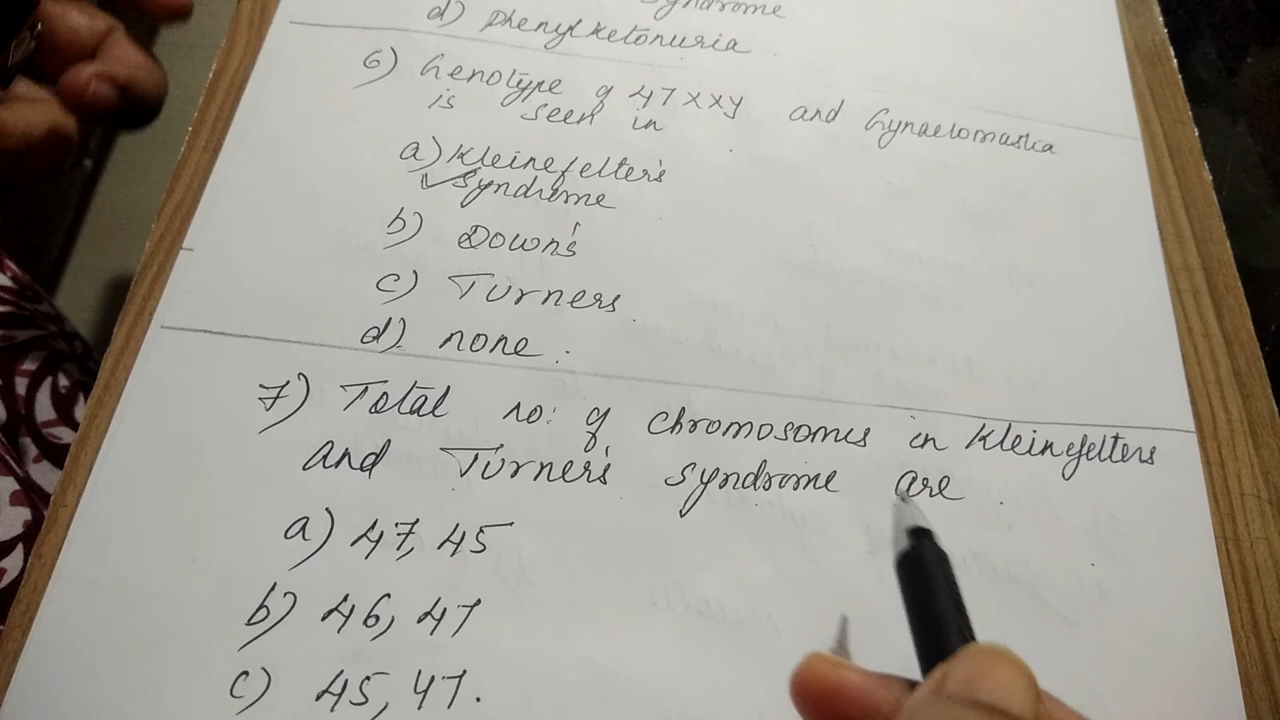 Syndrome
d) Phenylketonuria
6) Genotype of 47XXY and Gynaecomastia
is seen in
a) Kleinefelter's
Syndrome
b) Down's
c) Turners
d) none.
7) Total no: of chromosomes in Kleinefelters
and Turner's syndrome are
a) 47, 45
b) 46, 47
c) 45, 47.